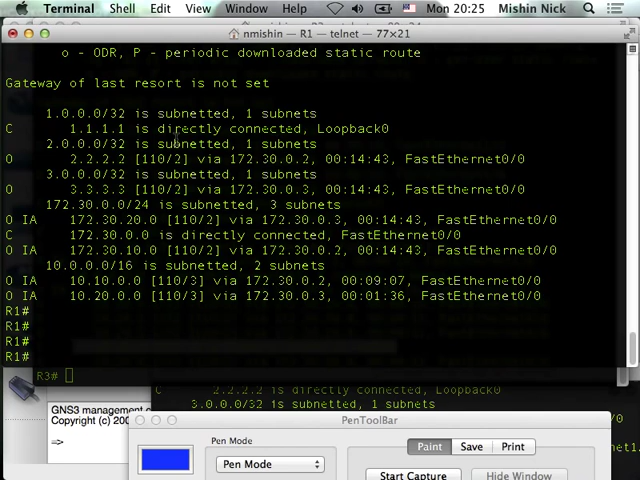 Terminal Shell Edit View Window Help Mon 20:25 Mishin Nick
nmishin — R1 — telnet — 77×21
o - ODR, P - periodic downloaded static route
Gateway of last resort is not set
1.0.0.0/32 is subnetted, 1 subnets
C 1.1.1.1 is directly connected, Loopback0
2.0.0.0/32 is subnetted, 1 subnets
O 2.2.2.2 [110/2] via 172.30.0.2, 00:14:43, FastEthernet0/0
3.0.0.0/32 is subnetted, 1 subnets
O 3.3.3.3 [110/2] via 172.30.0.3, 00:14:43, FastEthernet0/0
172.30.0.0/24 is subnetted, 3 subnets
O IA 172.30.20.0 [110/2] via 172.30.0.3, 00:14:43, FastEthernet0/0
C 172.30.0.0 is directly connected, FastEthernet0/0
O IA 172.30.10.0 [110/2] via 172.30.0.2, 00:14:43, FastEthernet0/0
10.0.0.0/16 is subnetted, 2 subnets
O IA 10.10.0.0 [110/3] via 172.30.0.2, 00:09:07, FastEthernet0/0
O IA 10.20.0.0 [110/3] via 172.30.0.3, 00:01:36, FastEthernet0/0
R1#
R1#
R1#
R1#
R3#
C 2.2.2.2 is directly connected, Loopback0
3.0.0.0/32 is subnetted, 1 subnets
GNS3 management c
Copyright (c) 200
=>
PenToolBar
Pen Mode
Pen Mode
Paint Save Print
Start Capture Hide Window